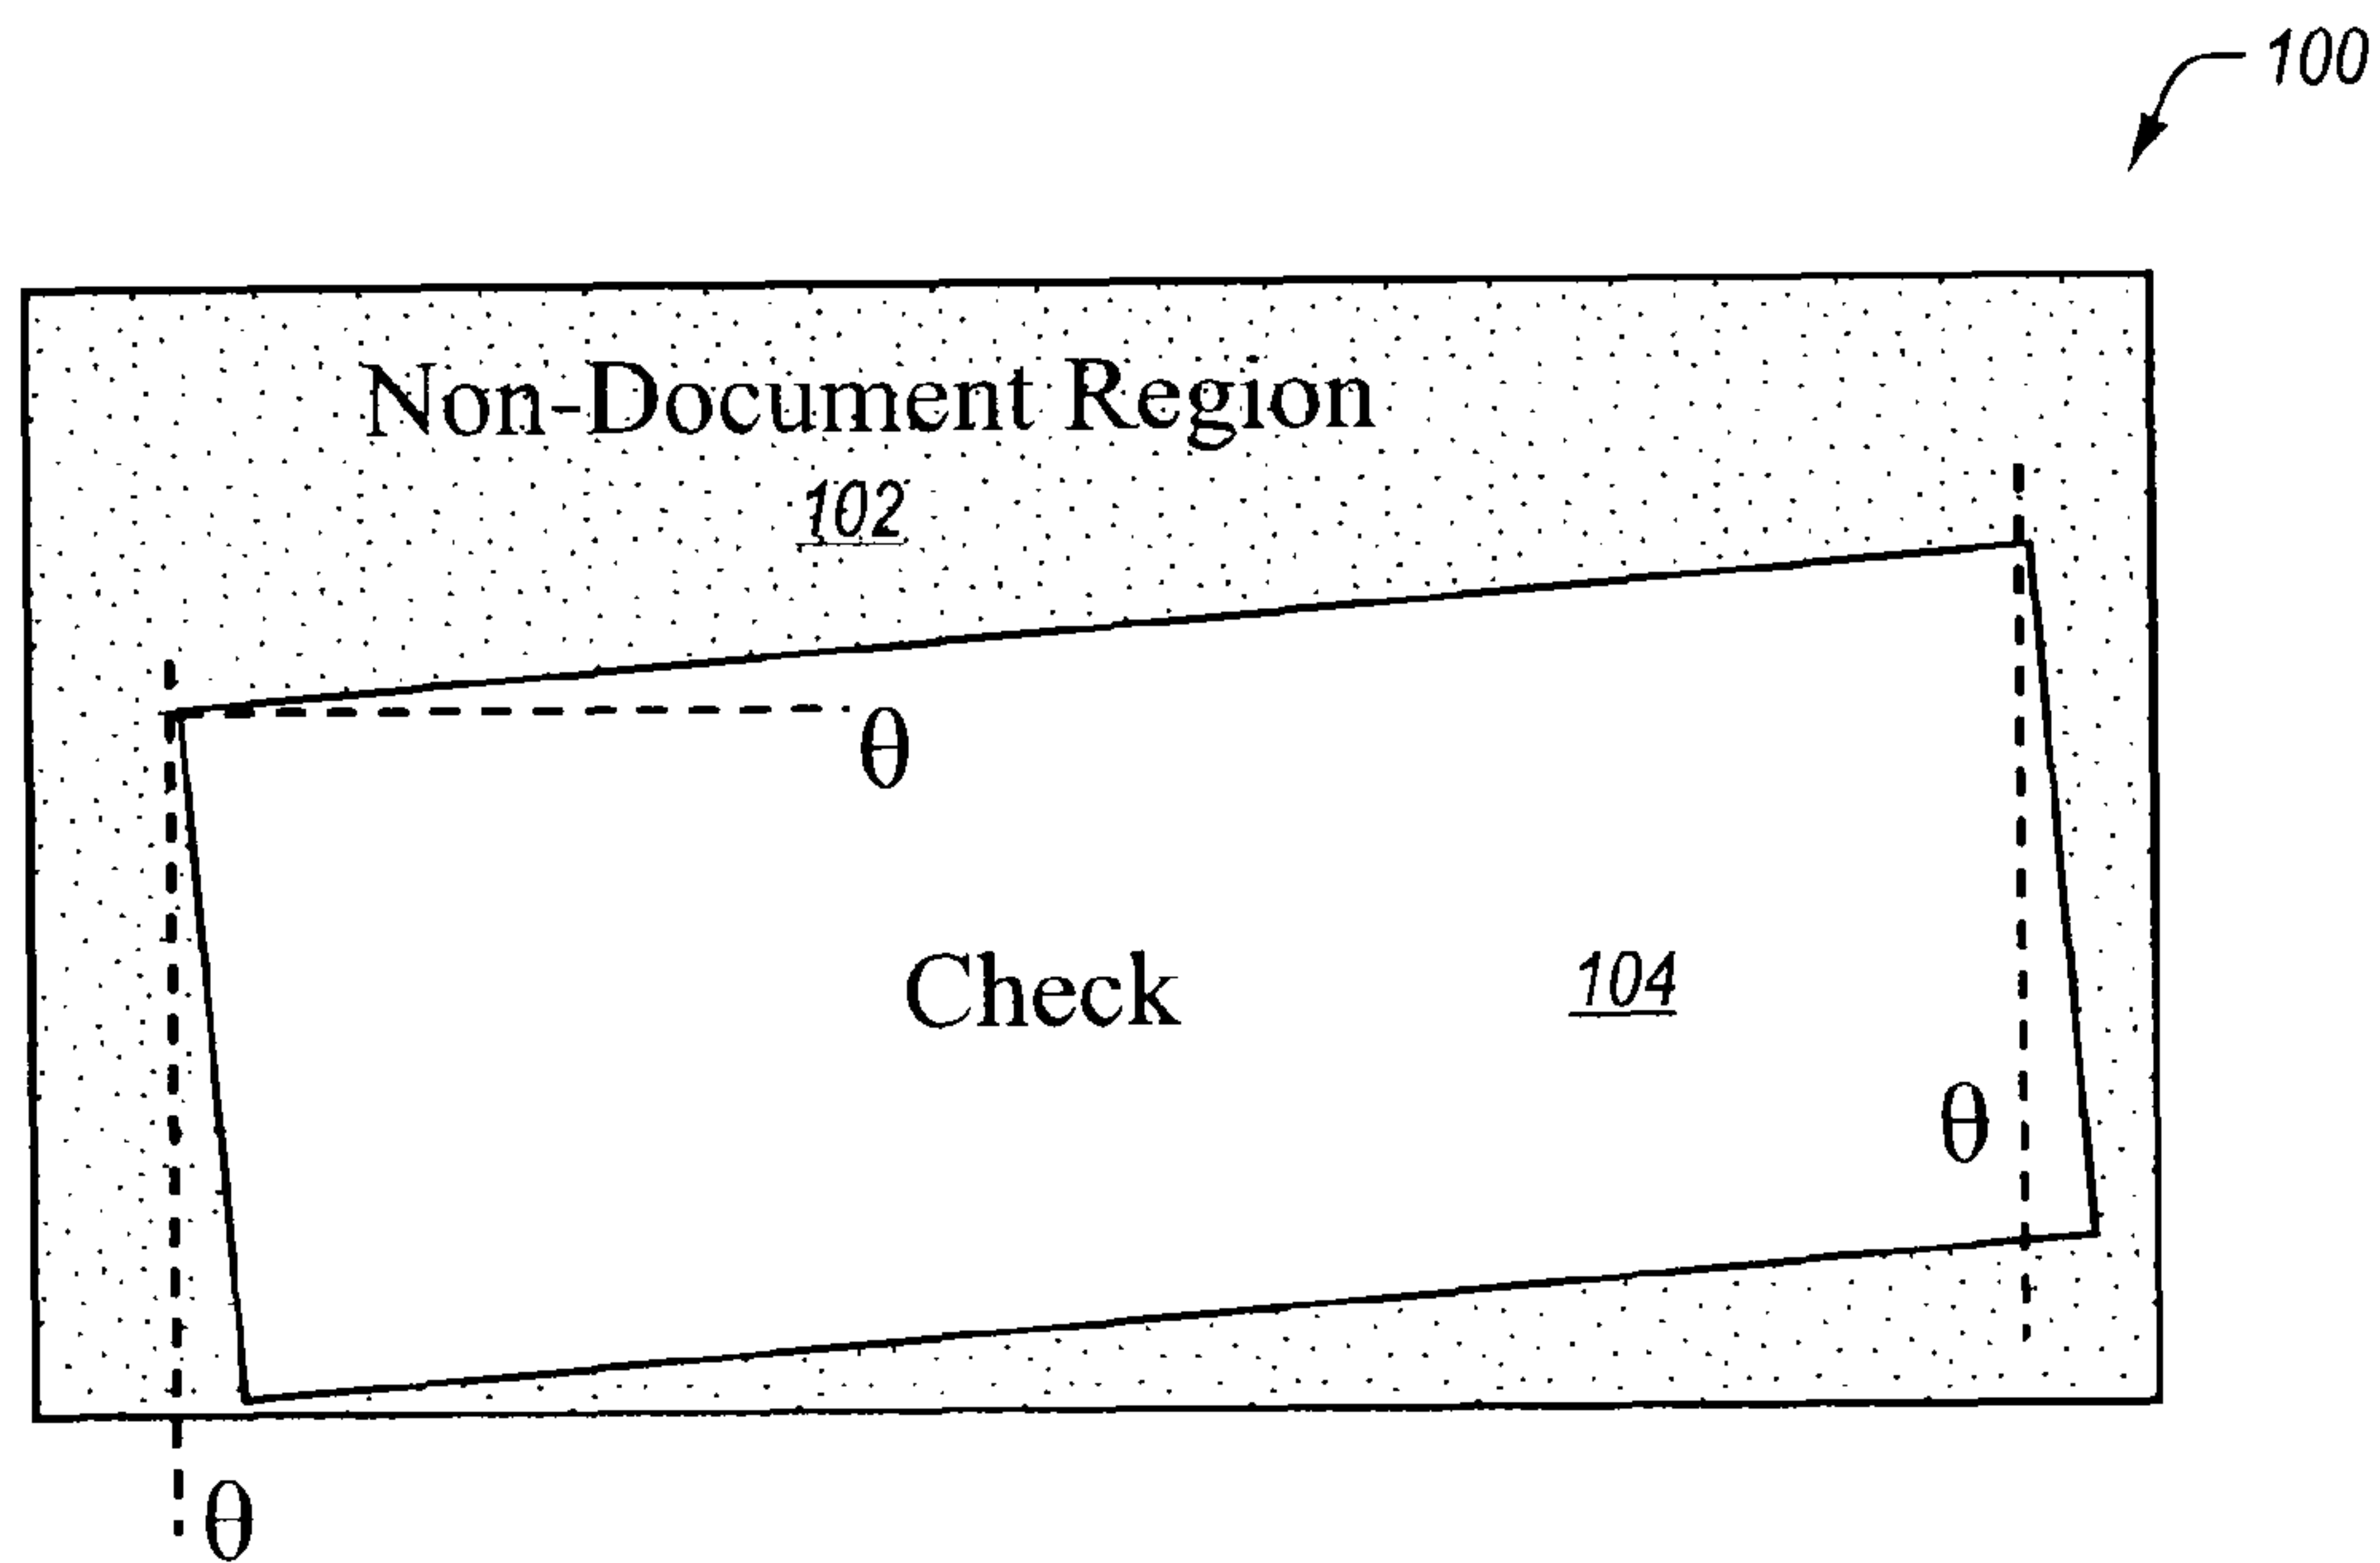 100
Non-Document Region
102
θ
Check
104
θ
θ